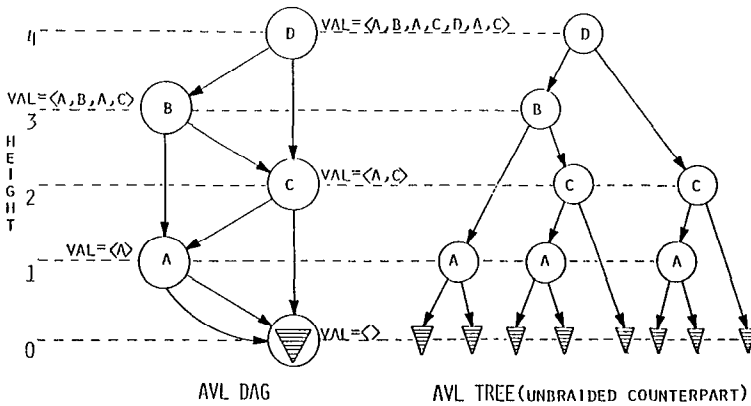 4 D VAL=<A,B,A,C,D,A,C> D
VAL=<A,B,A,C> B B
3
HEIGHT
C VAL=<A,C> C C
2
VAL=<A> A A A A
1
VAL=<>
0
AVL DAG AVL TREE(UNBRAIDED COUNTERPART)